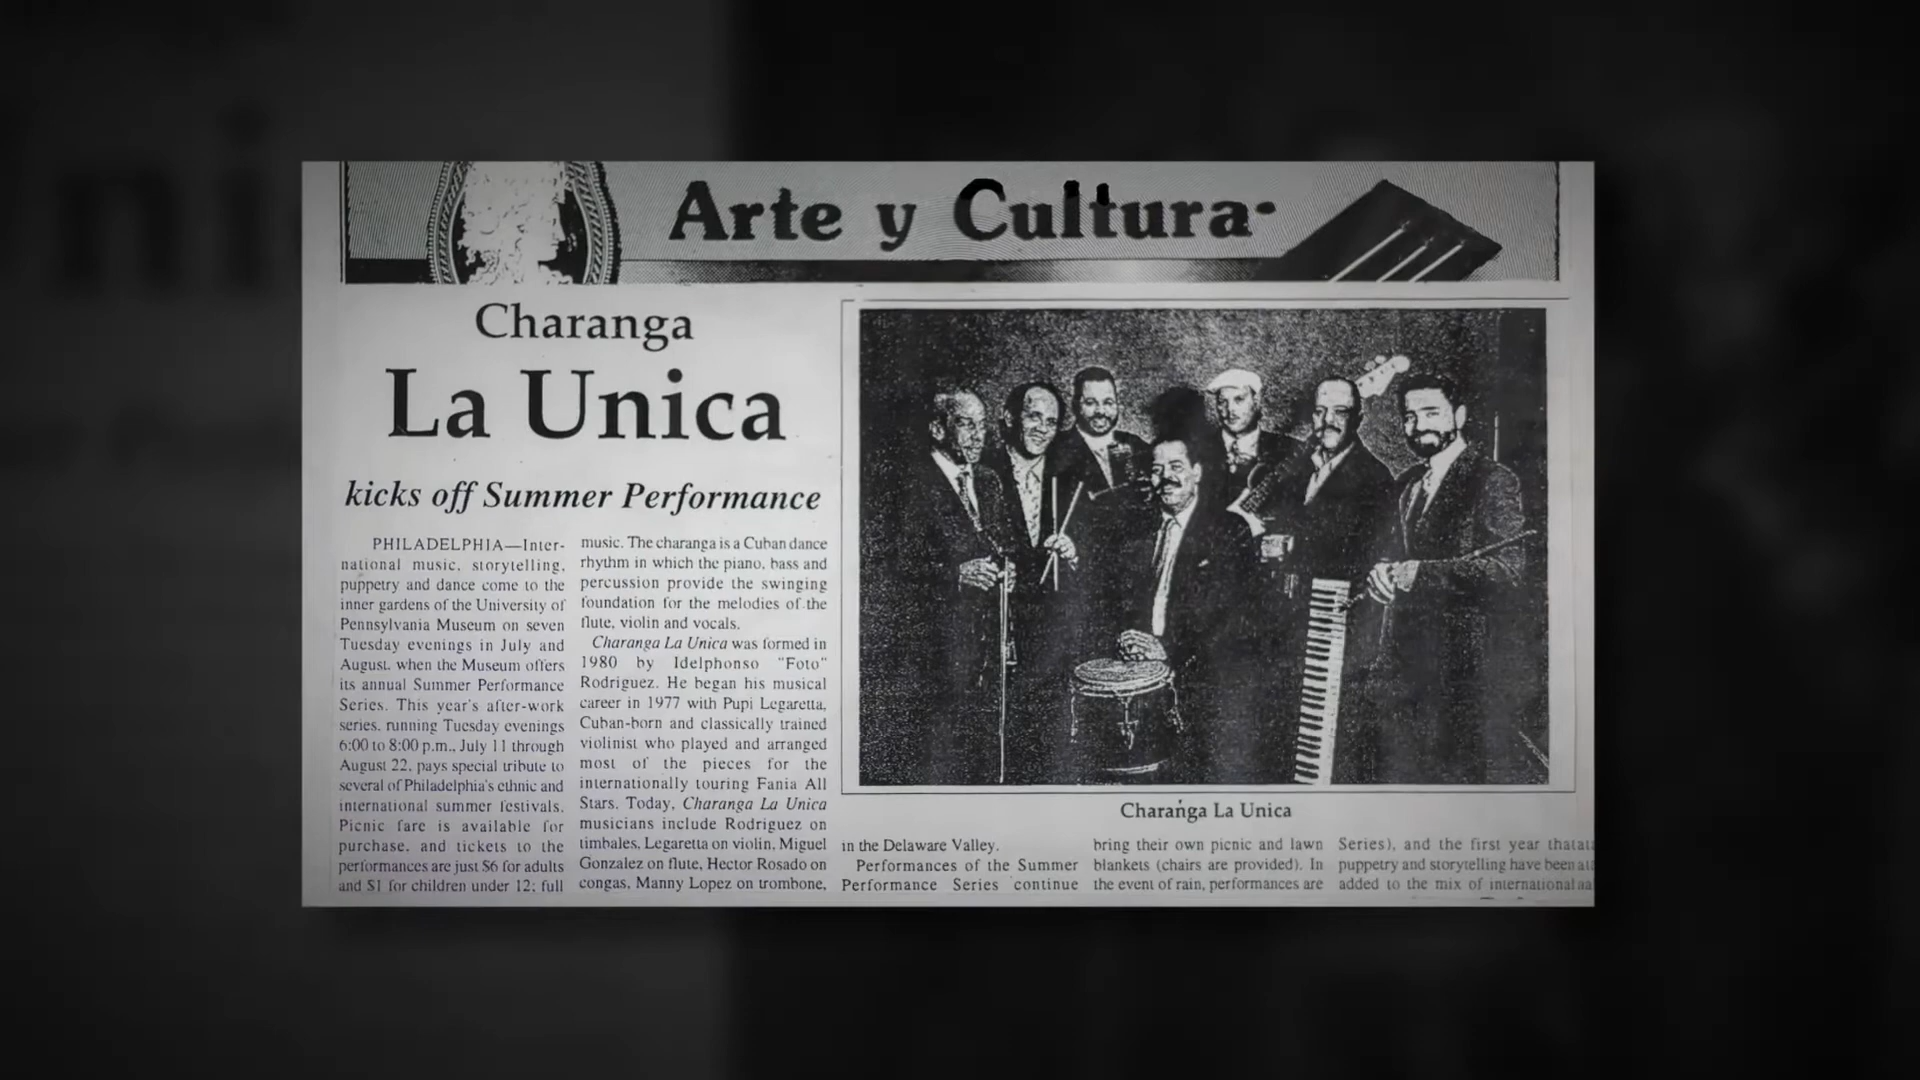 Arte y Cultura
Charanga
La Unica
kicks off Summer Performance
PHILADELPHIA—Inter-
national music, storytelling,
puppetry and dance come to the
inner gardens of the University of
Pennsylvania Museum on seven
Tuesday evenings in July and
August, when the Museum offers
its annual Summer Performance
Series. This year's after-work
series, running Tuesday evenings
6:00 to 8:00 p.m., July 11 through
August 22, pays special tribute to
several of Philadelphia's ethnic and
international summer festivals.
Picnic fare is available for
purchase, and tickets to the
performances are just $6 for adults
and $1 for children under 12; full
music. The charanga is a Cuban dance
rhythm in which the piano, bass and
percussion provide the swinging
foundation for the melodies of the
flute, violin and vocals.
Charanga La Unica was formed in
1980 by Idelphonso "Foto"
Rodriguez. He began his musical
career in 1977 with Pupi Legaretta,
Cuban-born and classically trained
violinist who played and arranged
most of the pieces for the
internationally touring Fania All
Stars. Today, Charanga La Unica
musicians include Rodriguez on
timbales, Legaretta on violin, Miguel
Gonzalez on flute, Hector Rosado on
congas, Manny Lopez on trombone,
Charanga La Unica
in the Delaware Valley.
Performances of the Summer
Performance Series continue
bring their own picnic and lawn
blankets (chairs are provided). In
the event of rain, performances are
Series), and the first year that
puppetry and storytelling have been
added to the mix of international